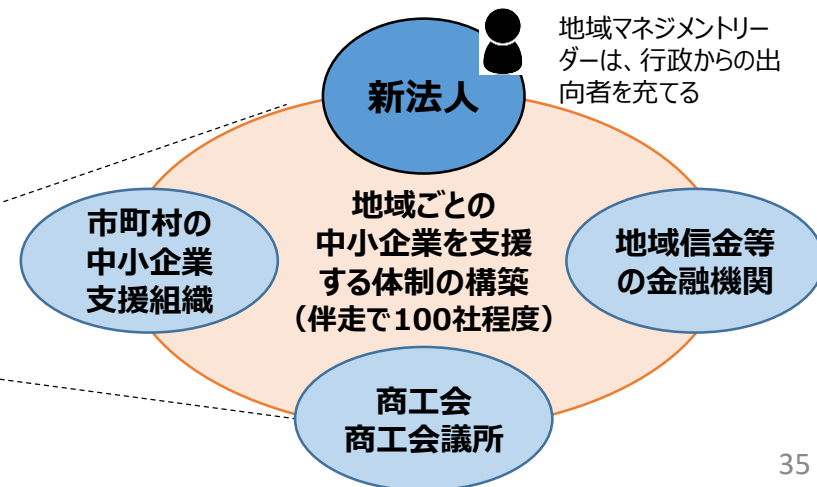 地域マネジメントリー
ダーは、行政からの出
向者を充てる
新法人
市町村の
中小企業
支援組織
地域ごとの
中小企業を支援
する体制の構築
（伴走で100社程度）
地域信金等
の金融機関
商工会
商工会議所
35